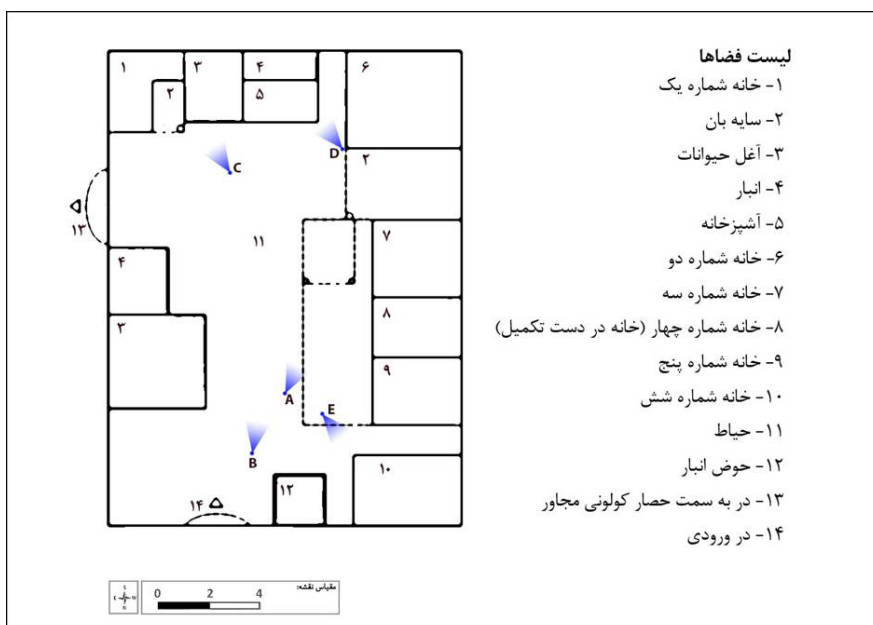 لیست فضاها
۱- خانه شماره یک
۲- سایه بان
۳- آغل حیوانات
۴- انبار
۵- آشپزخانه
۶- خانه شماره دو
۷- خانه شماره سه
۸- خانه شماره چهار (خانه در دست تکمیل)
۹- خانه شماره پنج
۱۰- خانه شماره شش
۱۱- حیاط
۱۲- حوض انبار
۱۳- در به سمت حصار کولونی مجاور
۱۴- در ورودی
۱
۳
۴
۶
۲
۵
D
۲
C
۱۳
۱۱
۷
۴
۸
۳
۹
A
E
B
۱۰
۱۲
۱۴
مقیاس نقشه:
0 2 4